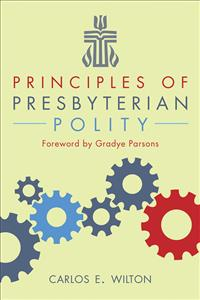 PRINCIPLES OF
PRESBYTERIAN
POLITY
Foreword by Gradye Parsons
CARLOS E. WILTON